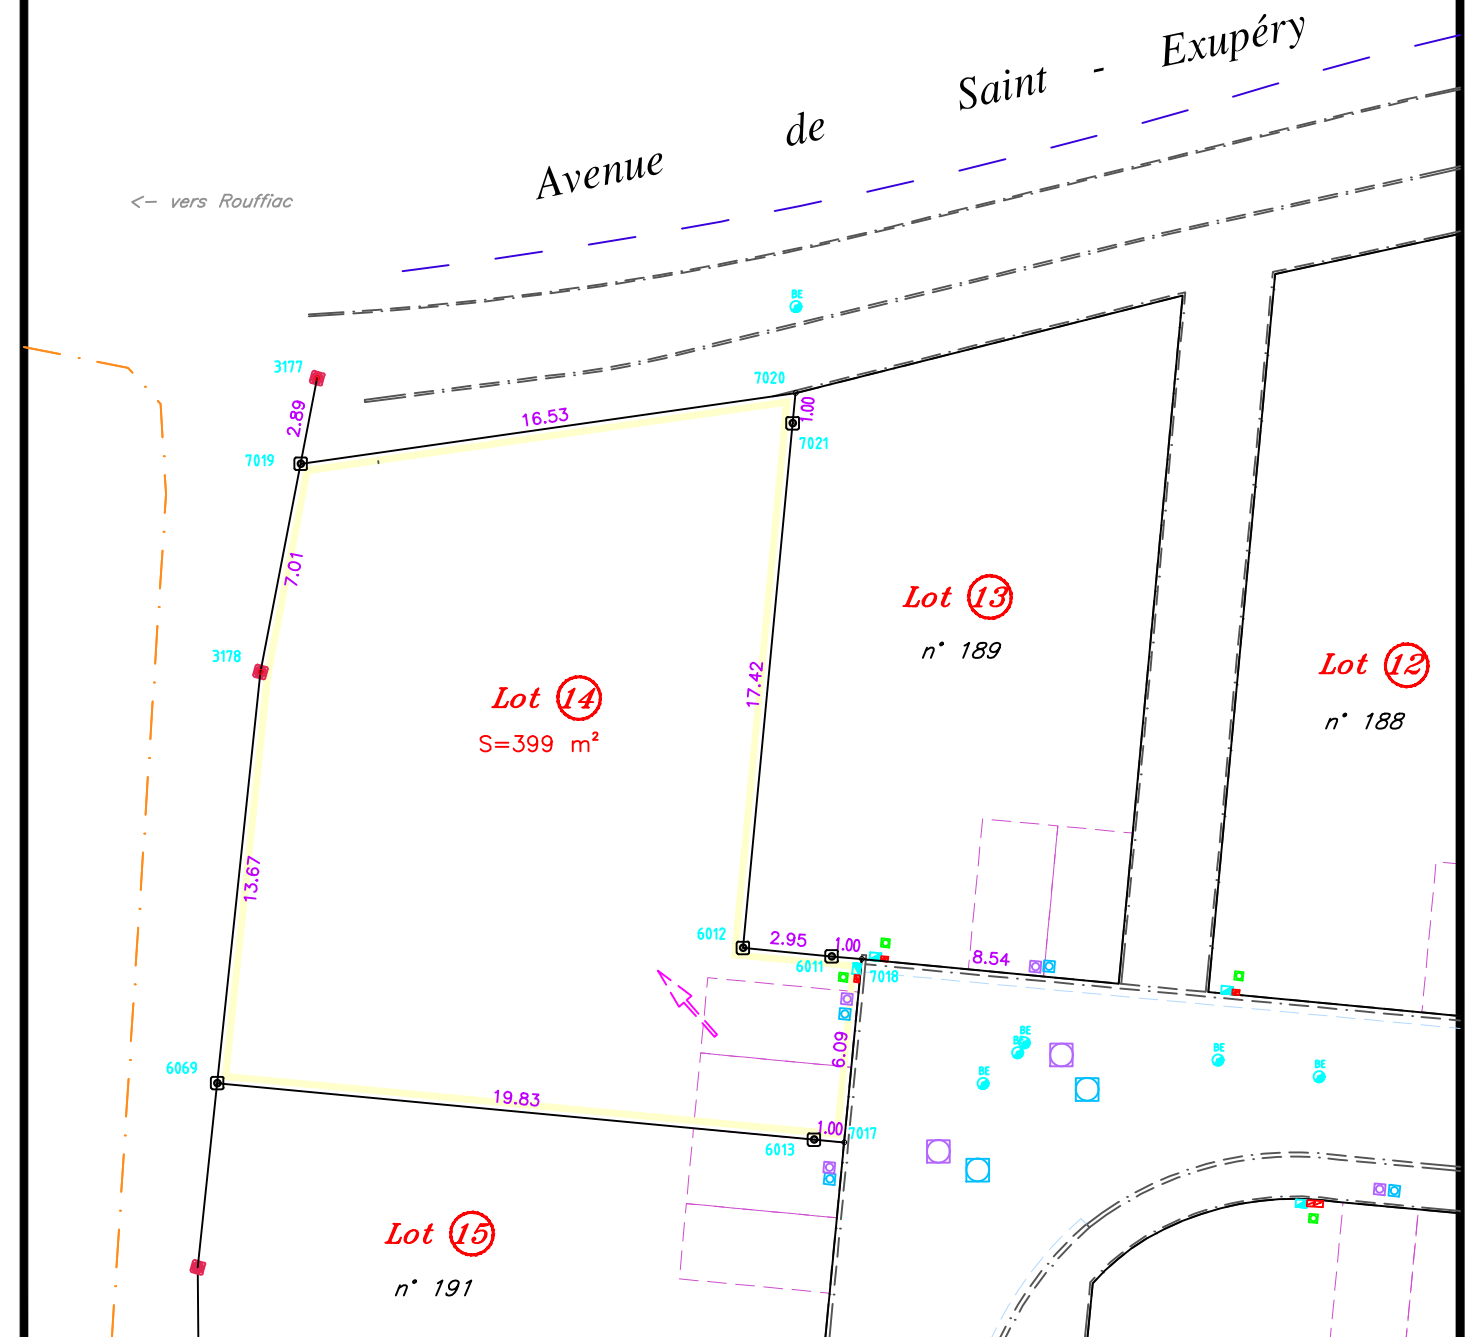 Avenue de Saint - Exupéry
<- vers Rouffiac
BE
3177
7020
2.89
16.53
1.00
7019
7021
7.01
Lot 13
n° 189
3178
Lot 12
n° 188
17.42
Lot 14
S=399 m²
13.67
6012
2.95
1.00
8.54
6011
7018
6.09
BE
BE
BE
BE
6069
19.83
1.00
7017
6013
Lot 15
n° 191